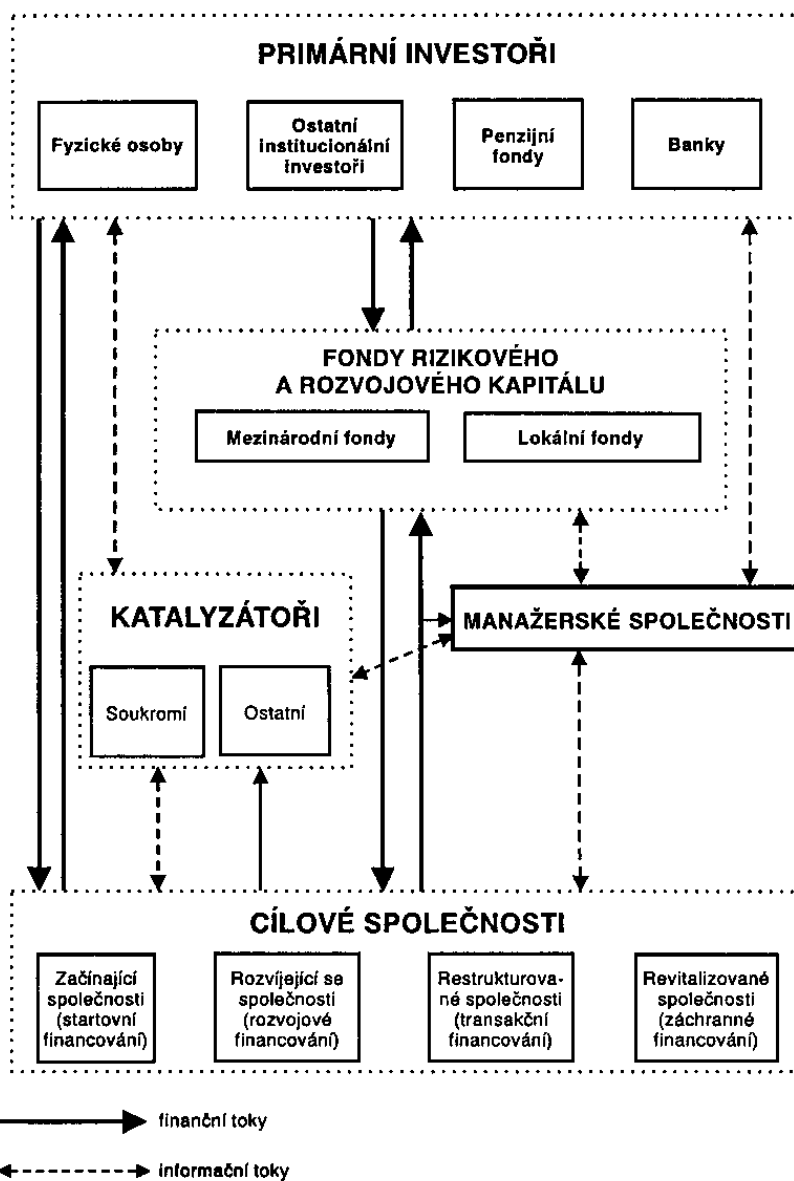 PRIMÁRNÍ INVESTOŘI
Fyzické osoby
Ostatní
institucionální
investoři
Penzijní
fondy
Banky
FONDY RIZIKOVÉHO
A ROZVOJOVÉHO KAPITÁLU
Mezinárodní fondy
Lokální fondy
KATALYZÁTOŘI
Soukromí
Ostatní
MANAŽERSKÉ SPOLEČNOSTI
CÍLOVÉ SPOLEČNOSTI
Začínající
společnosti
(startovní
financování)
Rozvíjející se
společnosti
(rozvojové
financování)
Restrukturova-
né společnosti
(transakční
financování)
Revitalizované
společnosti
(záchranné
financování)
finanční toky
informační toky